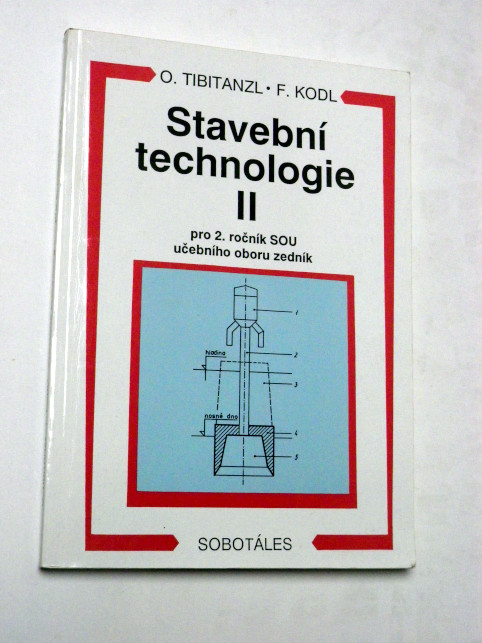 O. TIBITANZL • F. KODL
Stavební
technologie
II
pro 2. ročník SOU
učebního oboru zedník
1
2
hladina
3
nosné dno
4
5
SOBOTÁLES